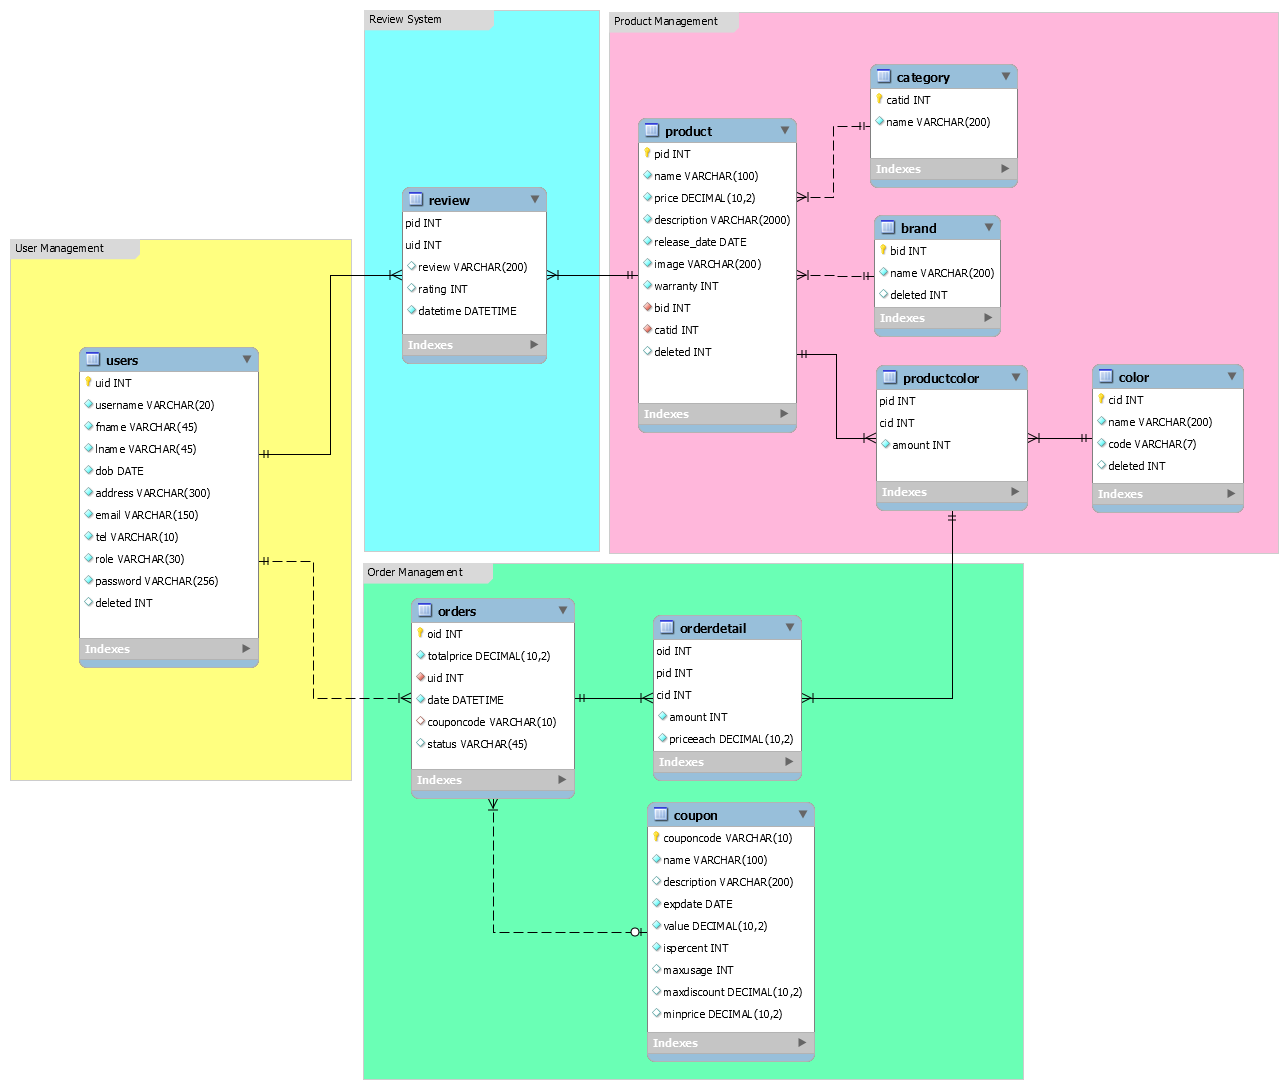 Review System
review
pid INT
uid INT
review VARCHAR(200)
rating INT
datetime DATETIME
Indexes
Product Management
product
pid INT
name VARCHAR(100)
price DECIMAL(10,2)
description VARCHAR(2000)
release_date DATE
image VARCHAR(200)
warranty INT
bid INT
catid INT
deleted INT
Indexes
category
catid INT
name VARCHAR(200)
Indexes
brand
bid INT
name VARCHAR(200)
deleted INT
Indexes
productcolor
pid INT
cid INT
amount INT
Indexes
color
cid INT
name VARCHAR(200)
code VARCHAR(7)
deleted INT
Indexes
User Management
users
uid INT
username VARCHAR(20)
fname VARCHAR(45)
lname VARCHAR(45)
dob DATE
address VARCHAR(300)
email VARCHAR(150)
tel VARCHAR(10)
role VARCHAR(30)
password VARCHAR(256)
deleted INT
Indexes
Order Management
orders
oid INT
totalprice DECIMAL(10,2)
uid INT
date DATETIME
couponcode VARCHAR(10)
status VARCHAR(45)
Indexes
orderdetail
oid INT
pid INT
cid INT
amount INT
priceeach DECIMAL(10,2)
Indexes
coupon
couponcode VARCHAR(10)
name VARCHAR(100)
description VARCHAR(200)
expdate DATE
value DECIMAL(10,2)
ispercent INT
maxusage INT
maxdiscount DECIMAL(10,2)
minprice DECIMAL(10,2)
Indexes